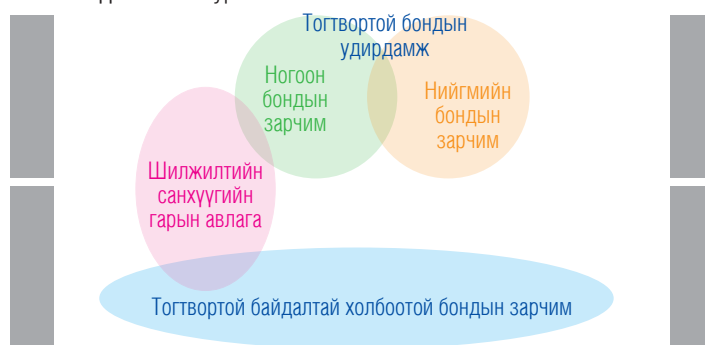 Тогтвортой бондын
удирдамж
Ногоон
бондын
зарчим
Нийгмийн
бондын
зарчим
Шилжилтийн
санхүүгийн
гарын авлага
Тогтвортой байдалтай холбоотой бондын зарчим